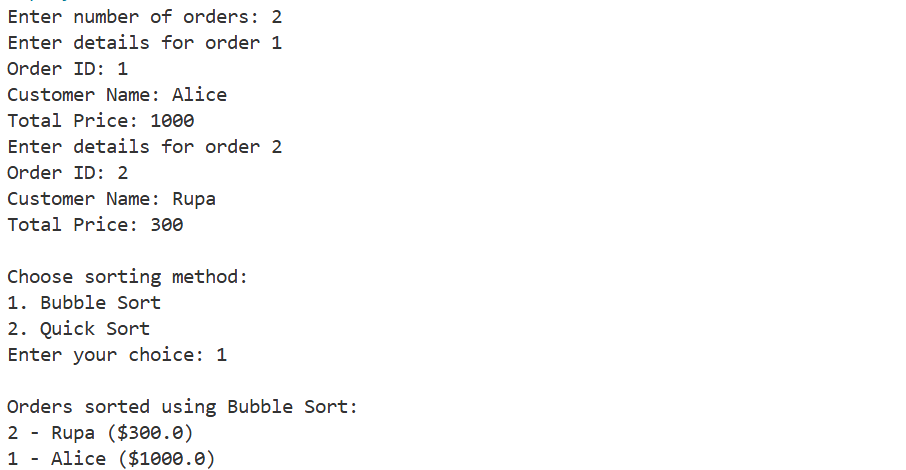 Enter number of orders: 2
Enter details for order 1
Order ID: 1
Customer Name: Alice
Total Price: 1000
Enter details for order 2
Order ID: 2
Customer Name: Rupa
Total Price: 300
Choose sorting method:
1. Bubble Sort
2. Quick Sort
Enter your choice: 1
Orders sorted using Bubble Sort:
2 - Rupa ($300.0)
1 - Alice ($1000.0)